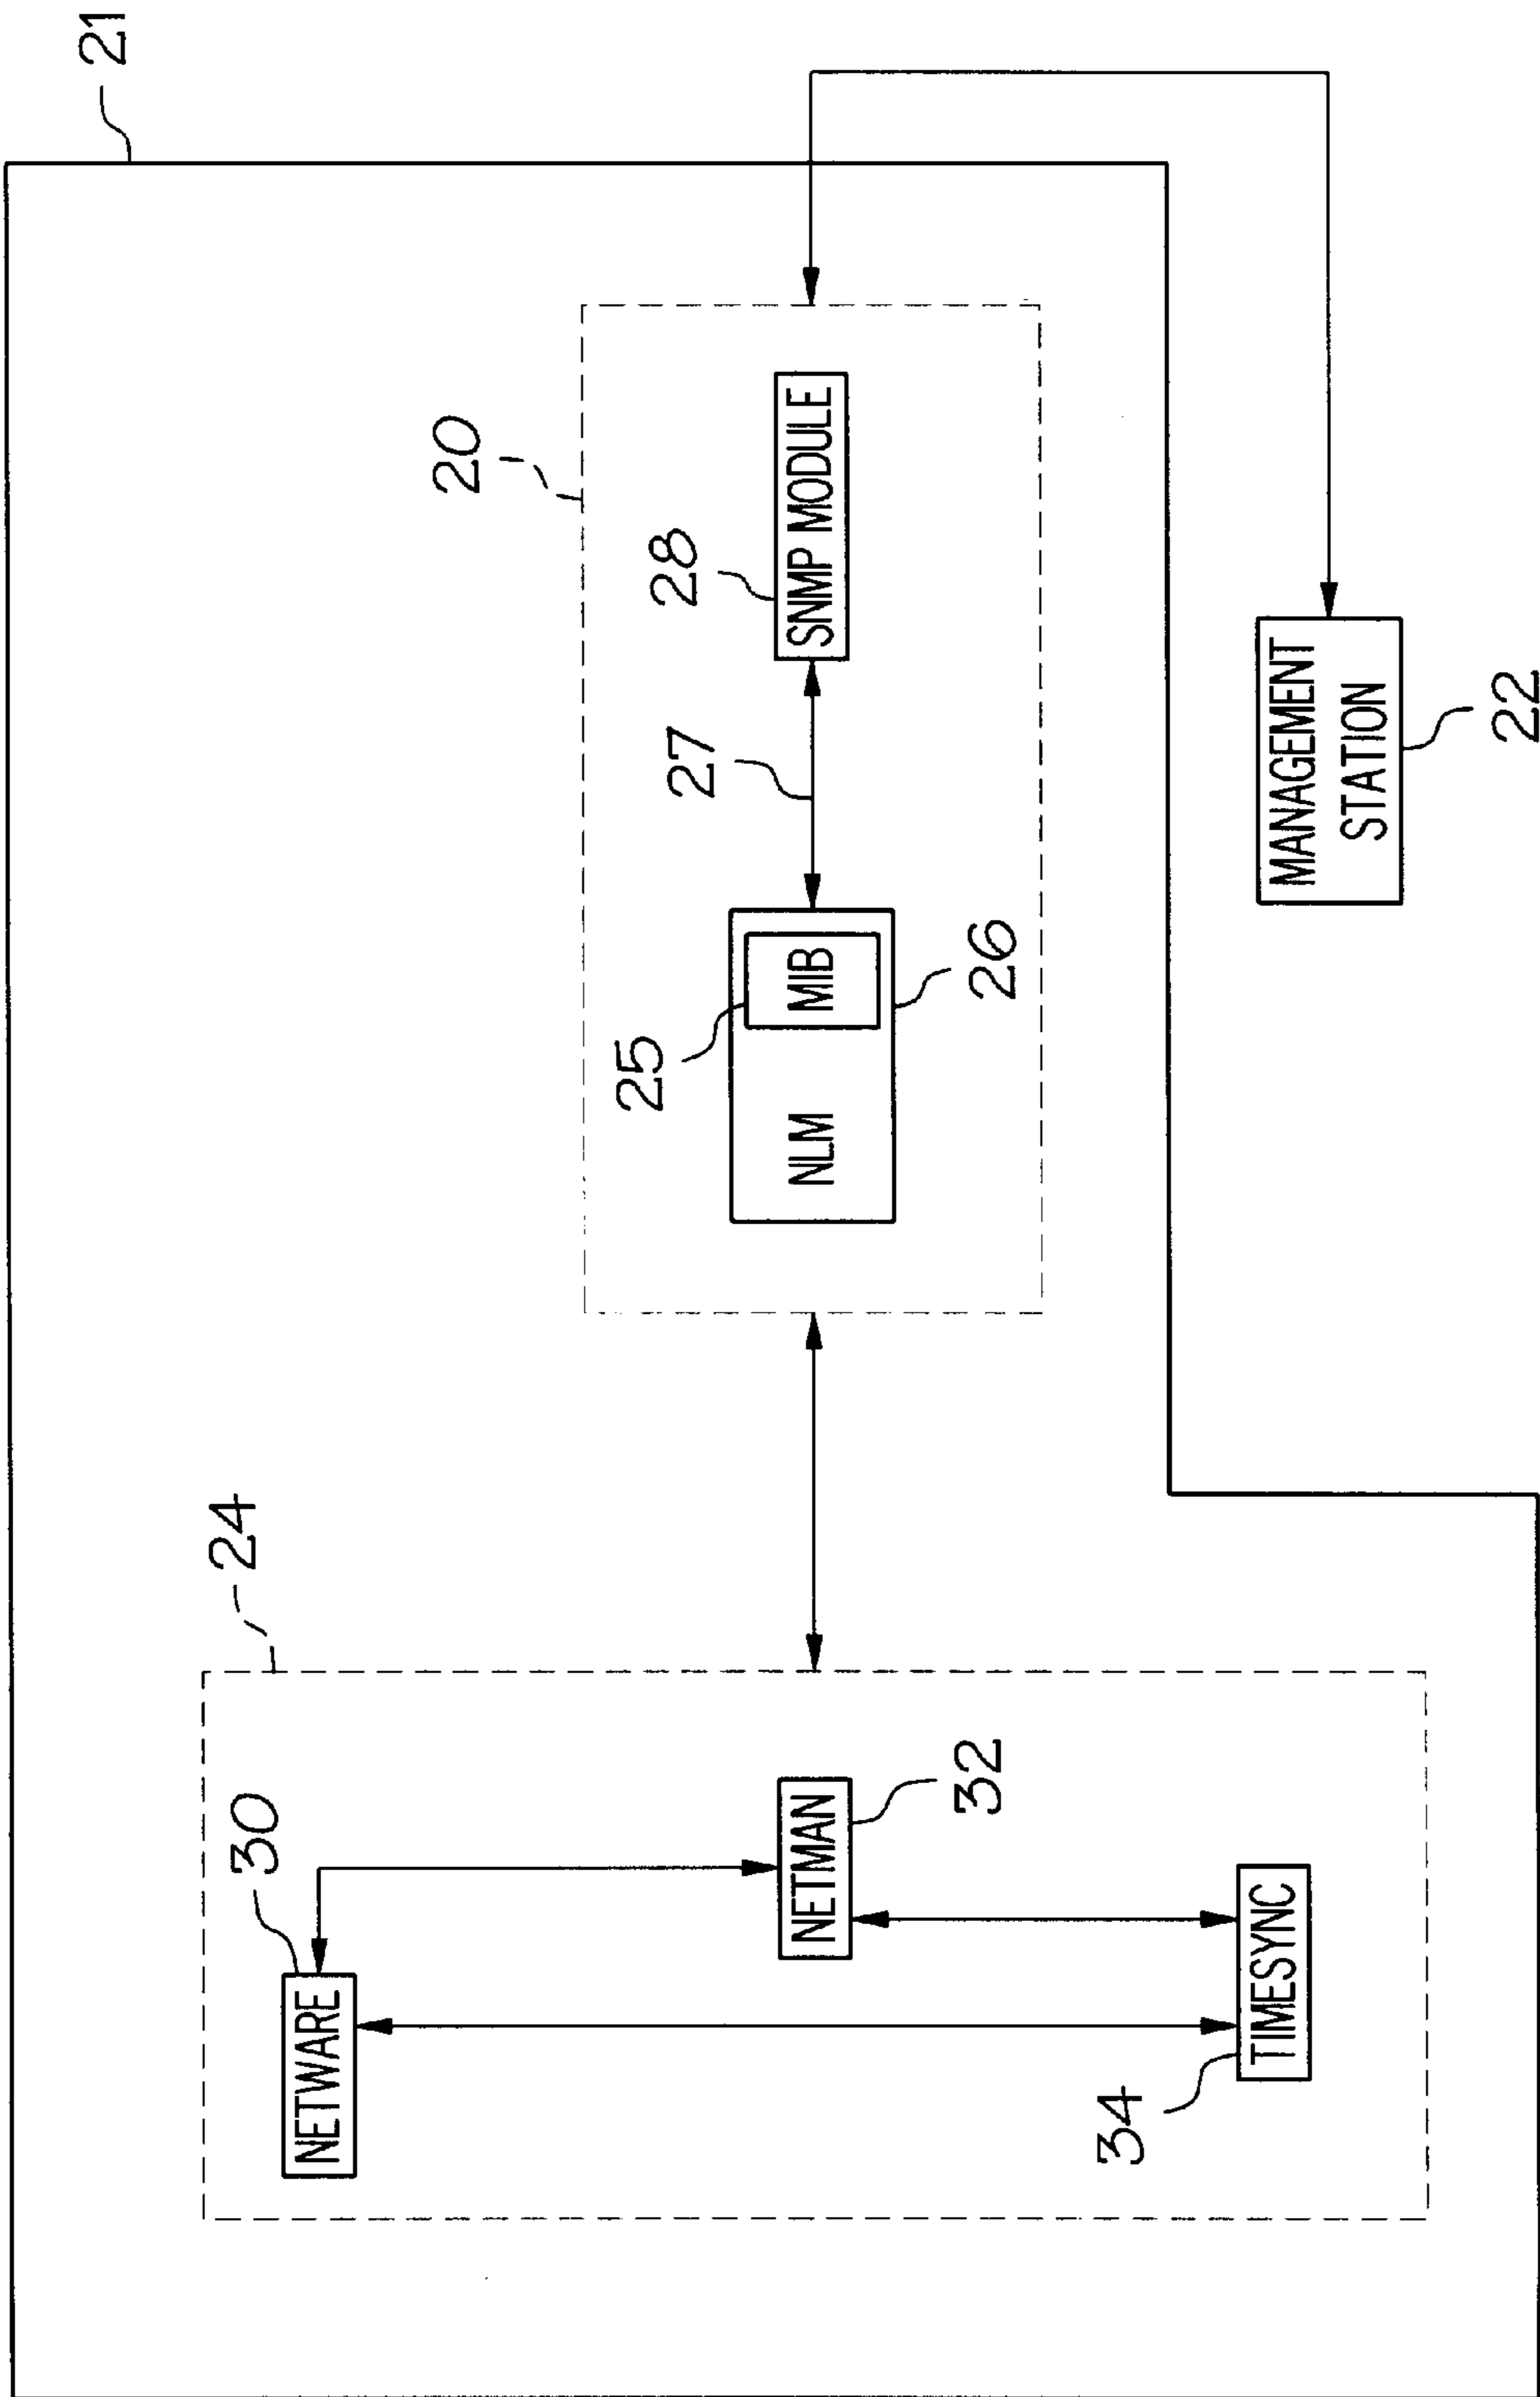 21
24
20
30
NETWARE
NETMAN
32
34
TIMESYNC
25
NLM
MIB
26
27
28
SNMP MODULE
MANAGEMENT
STATION
22